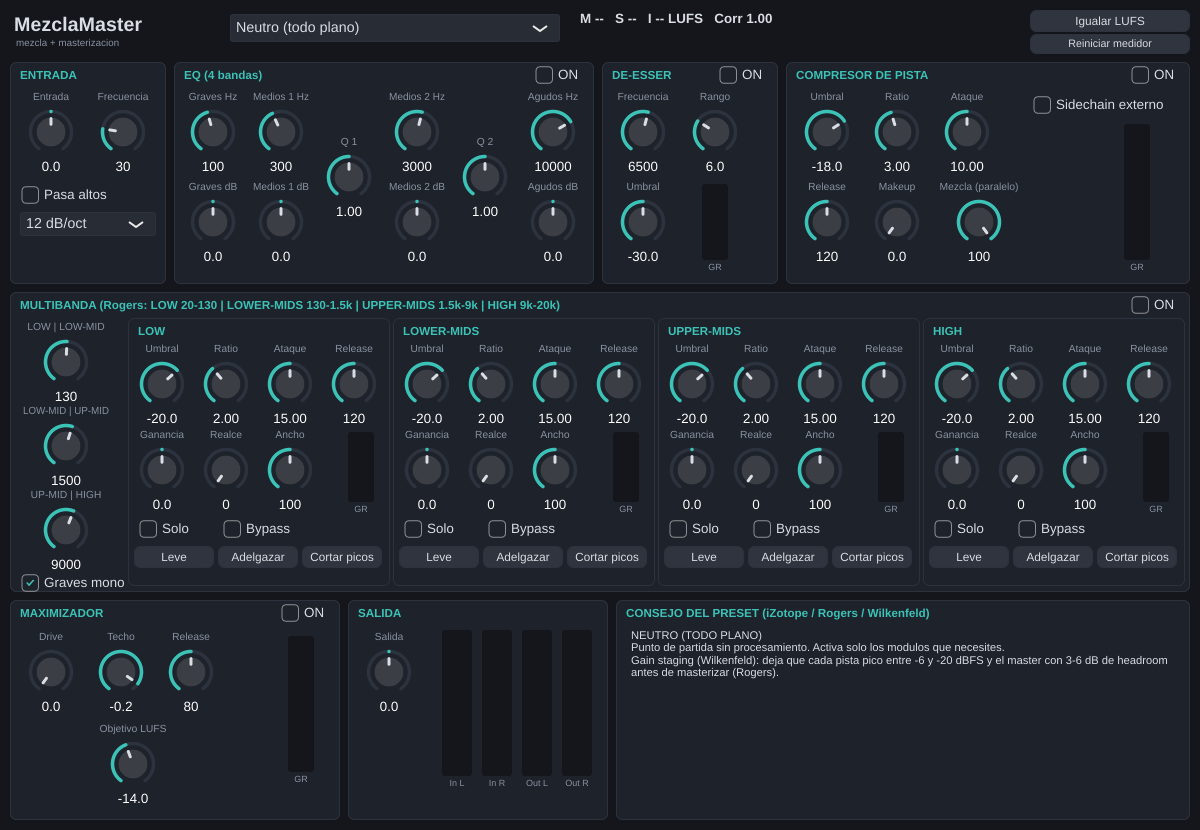 MezclaMaster
mezcla + masterizacion
Neutro (todo plano)
M -- S -- I -- LUFS Corr 1.00
Igualar LUFS
Reiniciar medidor
ENTRADA
Entrada Frecuencia
0.0 30
Pasa altos
12 dB/oct
EQ (4 bandas)
ON
Graves Hz Medios 1 Hz Medios 2 Hz Agudos Hz
Q 1 Q 2
100 300 3000 10000
Graves dB Medios 1 dB Medios 2 dB Agudos dB
1.00 1.00
0.0 0.0 0.0 0.0
DE-ESSER
ON
Frecuencia Rango
6500 6.0
Umbral
-30.0
GR
COMPRESOR DE PISTA
ON
Umbral Ratio Ataque
Sidechain externo
-18.0 3.00 10.00
Release Makeup Mezcla (paralelo)
120 0.0 100
GR
MULTIBANDA (Rogers: LOW 20-130 | LOWER-MIDS 130-1.5k | UPPER-MIDS 1.5k-9k | HIGH 9k-20k)
ON
LOW | LOW-MID
130
LOW-MID | UP-MID
1500
UP-MID | HIGH
9000
Graves mono
LOW
Umbral Ratio Ataque Release
-20.0 2.00 15.00 120
Ganancia Realce Ancho
0.0 0 100
GR
Solo Bypass
Leve Adelgazar Cortar picos
LOWER-MIDS
Umbral Ratio Ataque Release
-20.0 2.00 15.00 120
Ganancia Realce Ancho
0.0 0 100
GR
Solo Bypass
Leve Adelgazar Cortar picos
UPPER-MIDS
Umbral Ratio Ataque Release
-20.0 2.00 15.00 120
Ganancia Realce Ancho
0.0 0 100
GR
Solo Bypass
Leve Adelgazar Cortar picos
HIGH
Umbral Ratio Ataque Release
-20.0 2.00 15.00 120
Ganancia Realce Ancho
0.0 0 100
GR
Solo Bypass
Leve Adelgazar Cortar picos
MAXIMIZADOR
ON
Drive Techo Release
0.0 -0.2 80
Objetivo LUFS
-14.0
GR
SALIDA
Salida
0.0
In L In R Out L Out R
CONSEJO DEL PRESET (iZotope / Rogers / Wilkenfeld)
NEUTRO (TODO PLANO)
Punto de partida sin procesamiento. Activa solo los modulos que necesites.
Gain staging (Wilkenfeld): deja que cada pista pico entre -6 y -20 dBFS y el master con 3-6 dB de headroom
antes de masterizar (Rogers).